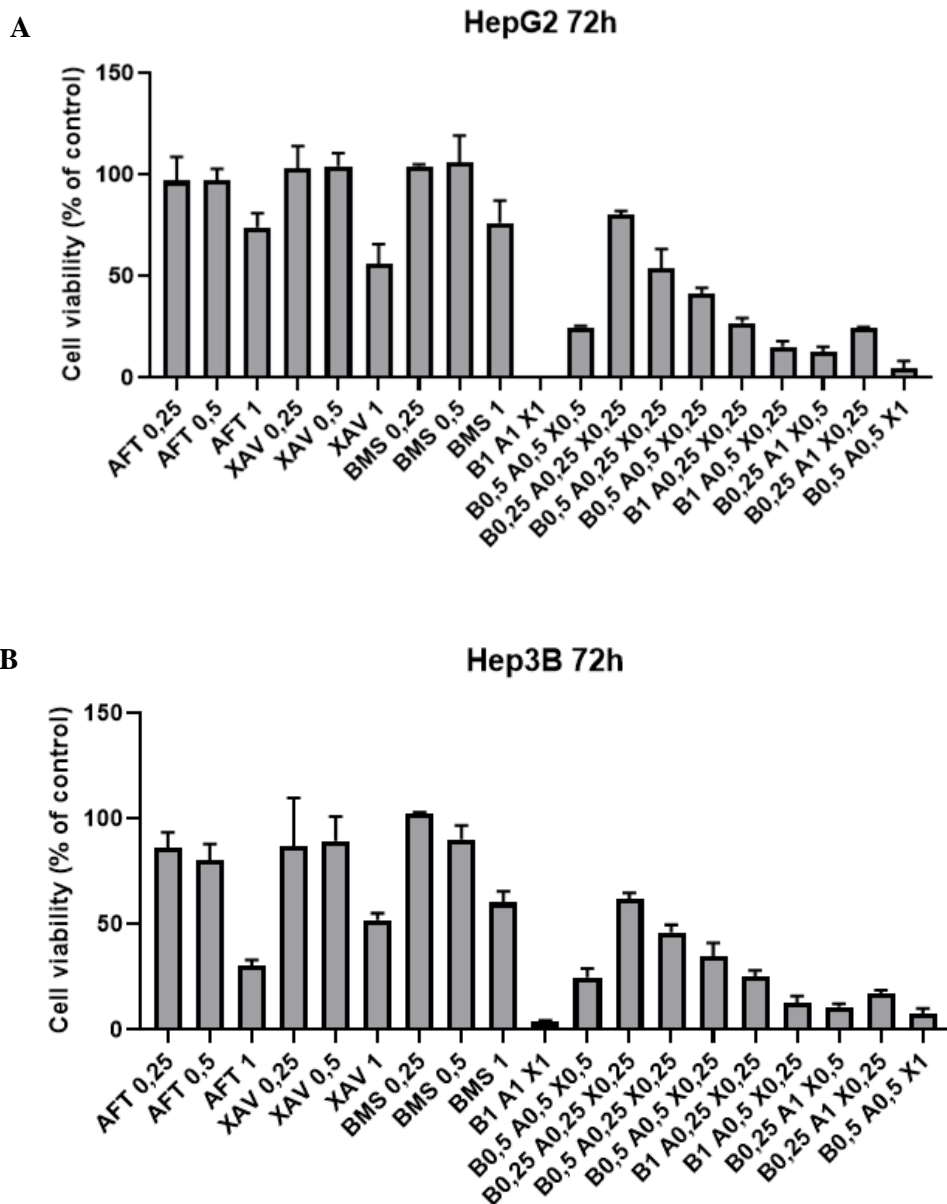 A
HepG2 72h
Cell viability (% of control)
150
100
50
0
AFT 0,25
AFT 0,5
AFT 1
XAV 0,25
XAV 0,5
XAV 1
BMS 0,25
BMS 0,5
BMS 1
B1 A1 X1
B0,5 A0,5 X0,5
B0,25 A0,25 X0,25
B0,5 A0,25 X0,25
B0,5 A0,5 X0,25
B1 A0,25 X0,25
B1 A0,5 X0,25
B0,25 A1 X0,5
B0,25 A1 X0,25
B0,5 A0,5 X1
B
Hep3B 72h
Cell viability (% of control)
150
100
50
0
AFT 0,25
AFT 0,5
AFT 1
XAV 0,25
XAV 0,5
XAV 1
BMS 0,25
BMS 0,5
BMS 1
B1 A1 X1
B0,5 A0,5 X0,5
B0,25 A0,25 X0,25
B0,5 A0,25 X0,25
B0,5 A0,5 X0,25
B1 A0,25 X0,25
B1 A0,5 X0,25
B0,25 A1 X0,5
B0,25 A1 X0,25
B0,5 A0,5 X1